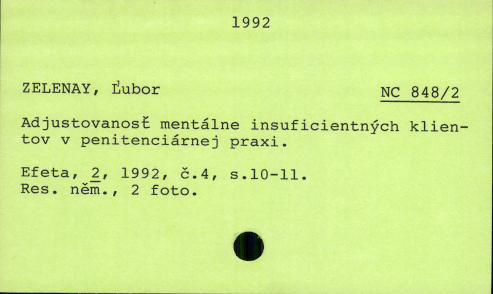 1992
ZELENAY, Ľubor
NC 848/2
Adjustovanosť mentálne insuficientných klien-
tov v penitenciárnej praxi.
Efeta, 2, 1992, č.4, s.10-11.
Res. něm., 2 foto.